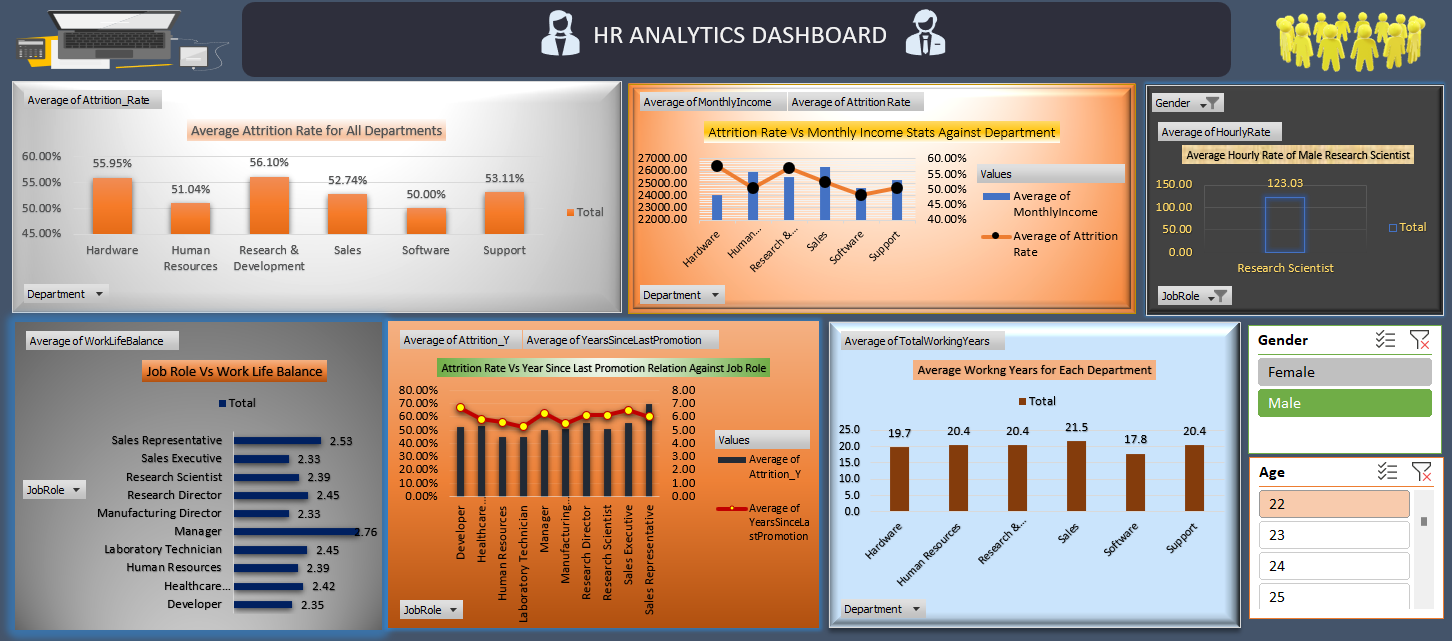 HR ANALYTICS DASHBOARD
Average of Attrition_Rate
Average Attrition Rate for All Departments
60.00%
55.00%
50.00%
45.00%
55.95%
51.04%
56.10%
52.74%
50.00%
53.11%
Hardware
Human
Resources
Research &
Development
Sales
Software
Support
Total
Department
Average of MonthlyIncome
Average of Attrition Rate
Attrition Rate Vs Monthly Income Stats Against Department
27000.00
26000.00
25000.00
24000.00
23000.00
22000.00
60.00%
55.00%
50.00%
45.00%
40.00%
Hardware
Human...
Research &...
Sales
Software
Support
Values
Average of
MonthlyIncome
Average of Attrition
Rate
Department
Gender
Average of HourlyRate
Average Hourly Rate of Male Research Scientist
150.00
100.00
50.00
0.00
123.03
Research Scientist
Total
JobRole
Average of WorkLifeBalance
Job Role Vs Work Life Balance
Total
Sales Representative 2.53
Sales Executive 2.33
Research Scientist 2.39
Research Director 2.45
Manufacturing Director 2.33
Manager 2.76
Laboratory Technician 2.45
Human Resources 2.39
Healthcare... 2.42
Developer 2.35
JobRole
Average of Attrition_Y
Average of YearsSinceLastPromotion
Attrition Rate Vs Year Since Last Promotion Relation Against Job Role
80.00%
70.00%
60.00%
50.00%
40.00%
30.00%
20.00%
10.00%
0.00%
8.00
7.00
6.00
5.00
4.00
3.00
2.00
1.00
0.00
Developer
Healthcare...
Human Resources
Laboratory Technician
Manager
Manufacturing...
Research Director
Research Scientist
Sales Executive
Sales Representative
Values
Average of
Attrition_Y
Average of
YearsSinceLa
stPromotion
JobRole
Average of TotalWorkingYears
Average Workng Years for Each Department
Total
25.0
20.0
15.0
10.0
5.0
0.0
19.7
20.4
20.4
21.5
17.8
20.4
Hardware
Human Resources
Research &...
Sales
Software
Support
Department
Gender
Female
Male
Age
22
23
24
25